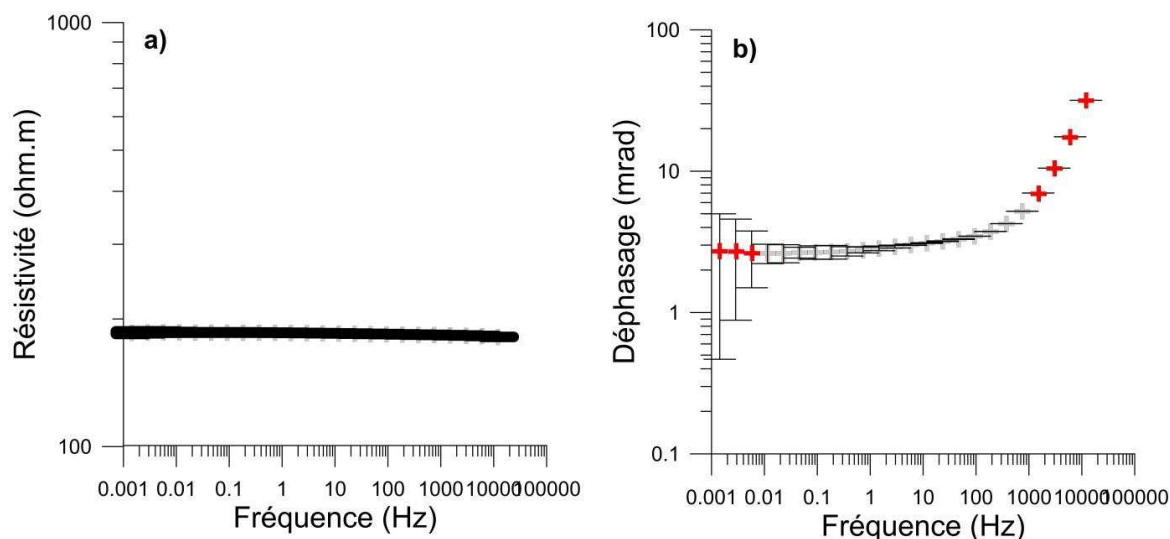 a)
1000
100
Résistivité (ohm.m)
0.001 0.01 0.1 1 10 100 1000 10000 100000
Fréquence (Hz)
b)
100
10
1
0.1
Déphasage (mrad)
0.001 0.01 0.1 1 10 100 1000 10000 100000
Fréquence (Hz)